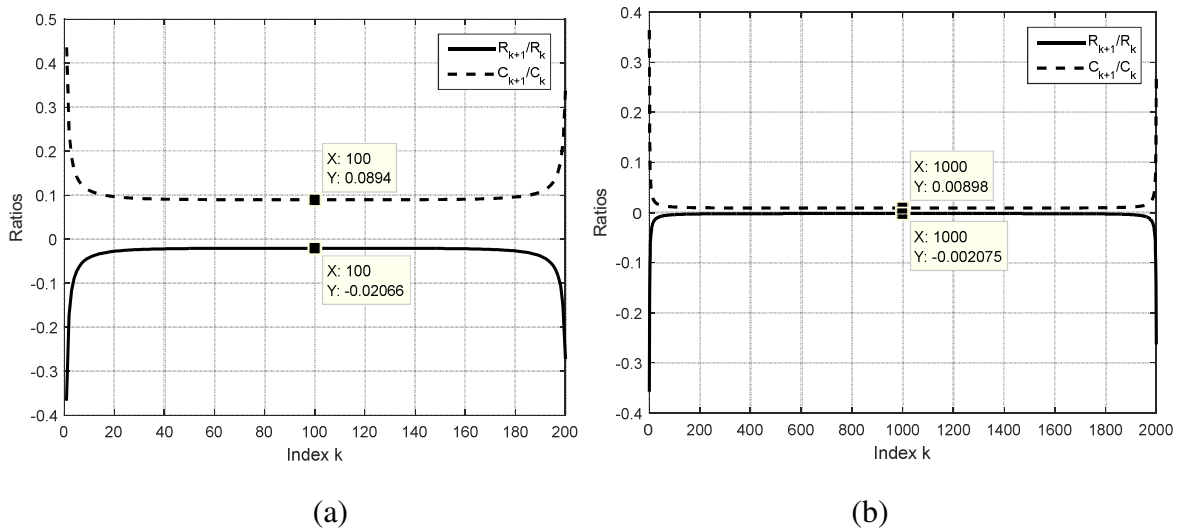 0.5
0.4
0.3
0.2
0.1
0
-0.1
-0.2
-0.3
-0.4
Ratios
0 20 40 60 80 100 120 140 160 180 200
Index k
R_{k+1}/R_k
C_{k+1}/C_k
X: 100
Y: 0.0894
X: 100
Y: -0.02066
(a)
0.4
0.3
0.2
0.1
0
-0.1
-0.2
-0.3
-0.4
Ratios
0 200 400 600 800 1000 1200 1400 1600 1800 2000
Index k
R_{k+1}/R_k
C_{k+1}/C_k
X: 1000
Y: 0.00898
X: 1000
Y: -0.002075
(b)